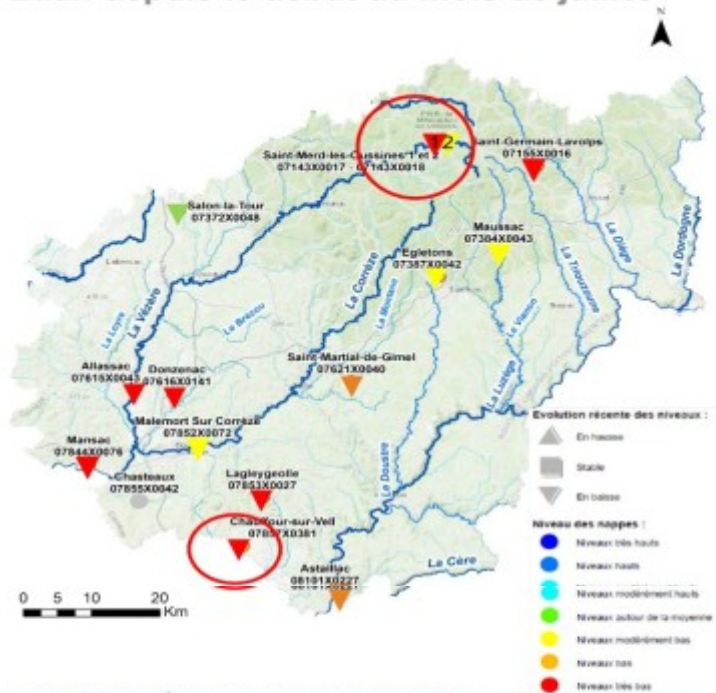 N
Saint-Germain-Lavolps
07155X0016
Saint-Merd-les-Oussines 1 et 2
07143X0017 - 07143X0018
1 2
Salon-la-Tour
07372X0048
Maussac
07384X0043
Egletons
07387X0042
La Corrèze
La Vézère
La Loyre
Le Brezou
La Montane
La Triouzoune
La Diège
La Dordogne
La Luzège
Le Doustre
La Cère
Allassac
07615X0043
Donzenac
07616X0141
Saint-Martial-de-Gimel
07621X0040
Malemort Sur Corrèze
07852X0072
Mansac
07844X0076
Chasteaux
07855X0042
Lagleygeolle
07853X0027
Chauffour-sur-Vell
07857X0381
Astaillac
08101X0227
0 5 10 20
Km
Evolution récente des niveaux :
En hausse
Stable
En baisse
Niveau des nappes :
Niveaux très hauts
Niveaux hauts
Niveaux modérément hauts
Niveaux autour de la moyenne
Niveaux modérément bas
Niveaux bas
Niveaux très bas